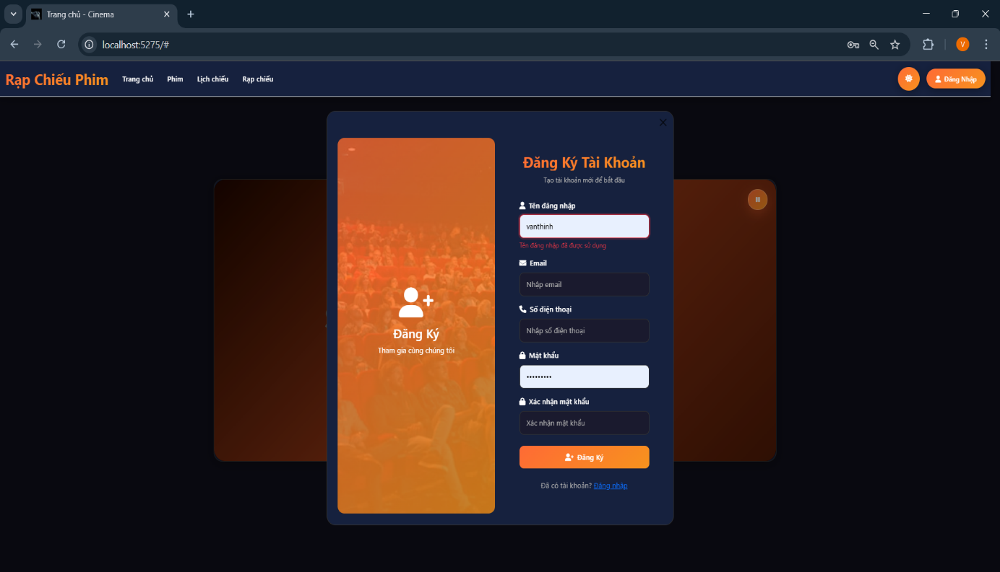 Trang chủ - Cinema
localhost:5275/#
V
Rạp Chiếu Phim
Trang chủ
Phim
Lịch chiếu
Rạp chiếu
Đăng Nhập
Đăng Ký
Tham gia cùng chúng tôi
Đăng Ký Tài Khoản
Tạo tài khoản mới để bắt đầu
Tên đăng nhập
vanthinh
Tên đăng nhập đã được sử dụng
Email
Nhập email
Số điện thoại
Nhập số điện thoại
Mật khẩu
•••••••••
Xác nhận mật khẩu
Xác nhận mật khẩu
Đăng Ký
Đã có tài khoản? Đăng nhập